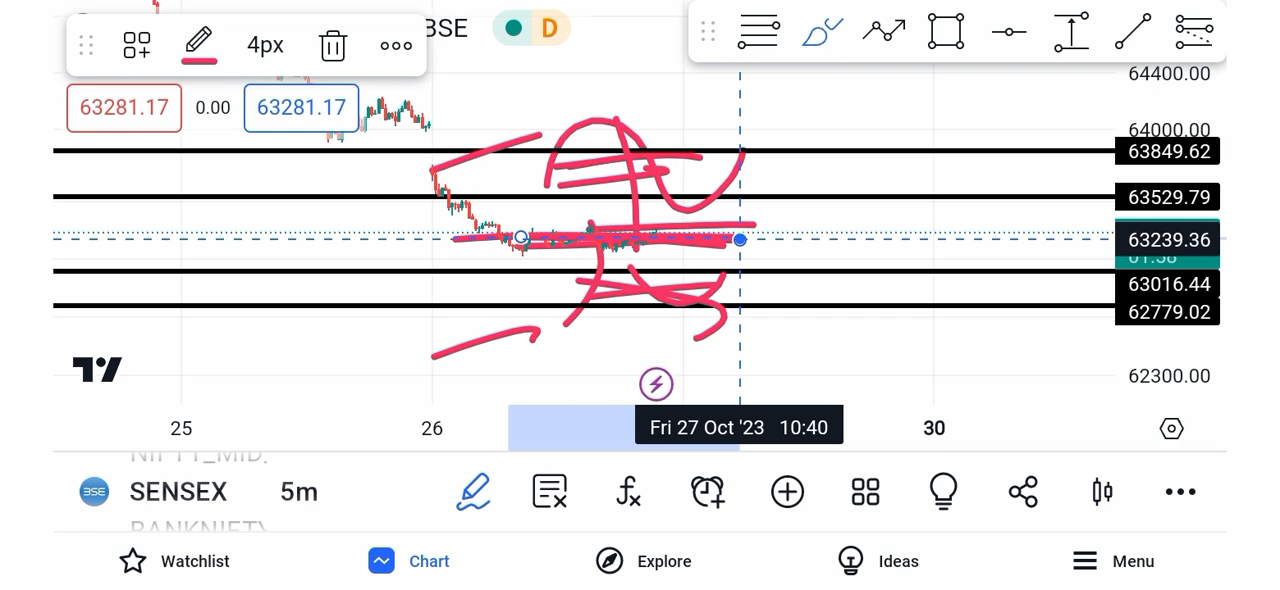 4px
BSE
D
64400.00
63281.17 0.00 63281.17
64000.00
63849.62
63529.79
63239.36
63016.44
62779.02
62300.00
25 26 Fri 27 Oct '23 10:40 30
SENSEX 5m
BANKNIFTY
Watchlist Chart Explore Ideas Menu